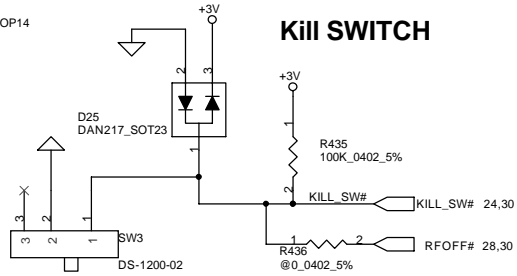 OP14
+3V
Kill SWITCH
2
3
+3V
D25
DAN217_SOT23
1
1
R435
100K_0402_5%
2
KILL_SW#
KILL_SW# 24,30
3
2
1
3
2
1
SW3
1
2
RFOFF# 28,30
R436
@0_0402_5%
DS-1200-02